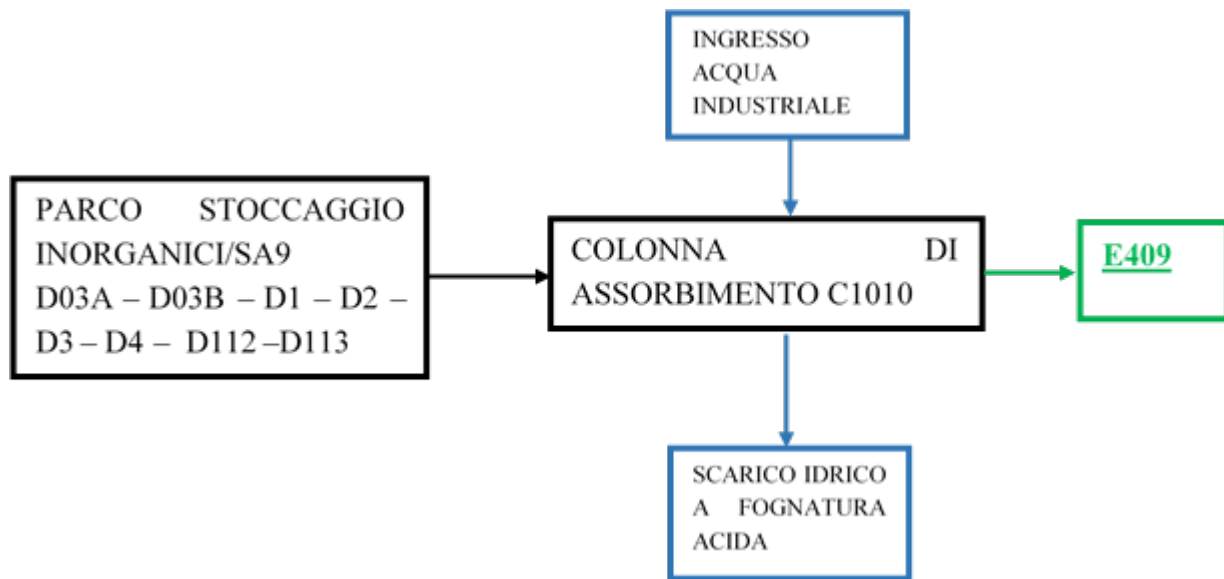 INGRESSO
ACQUA
INDUSTRIALE
PARCO STOCCAGGIO
INORGANICI/SA9
D03A – D03B – D1 – D2 –
D3 – D4 – D112 –D113
COLONNA DI
ASSORBIMENTO C1010
E409
SCARICO IDRICO
A FOGNATURA
ACIDA